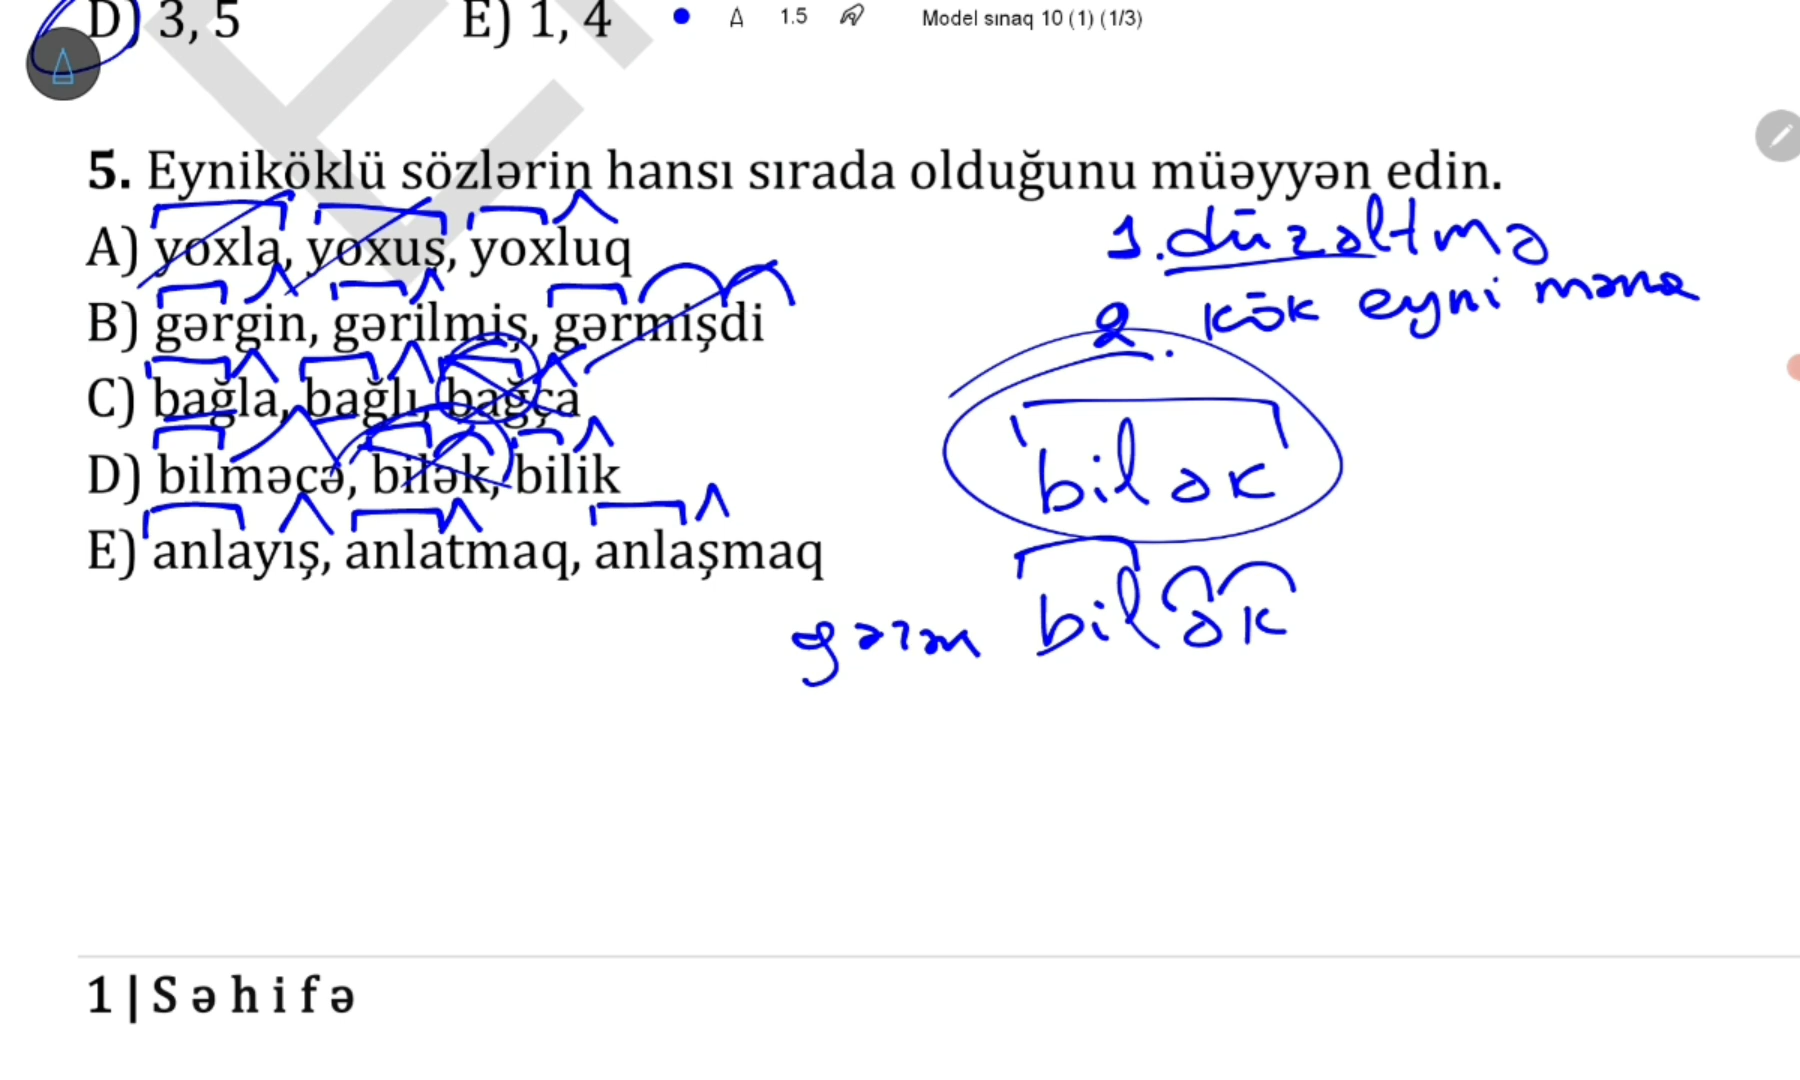 D) 3, 5 E) 1, 4 1.5 Model sınaq 10 (1) (1/3)
5. Eyniköklü sözlərin hansı sırada olduğunu müəyyən edin.
A) yoxla, yoxuş, yoxluq
1. düzəltmə
B) gərgin, gərilmiş, gərmişdi
2. kök eyni məna
C) bağla, bağlı, bağça
D) bilməcə, bilək, bilik
bilək
E) anlayış, anlatmaq, anlaşmaq
bilək
1|Səhifə